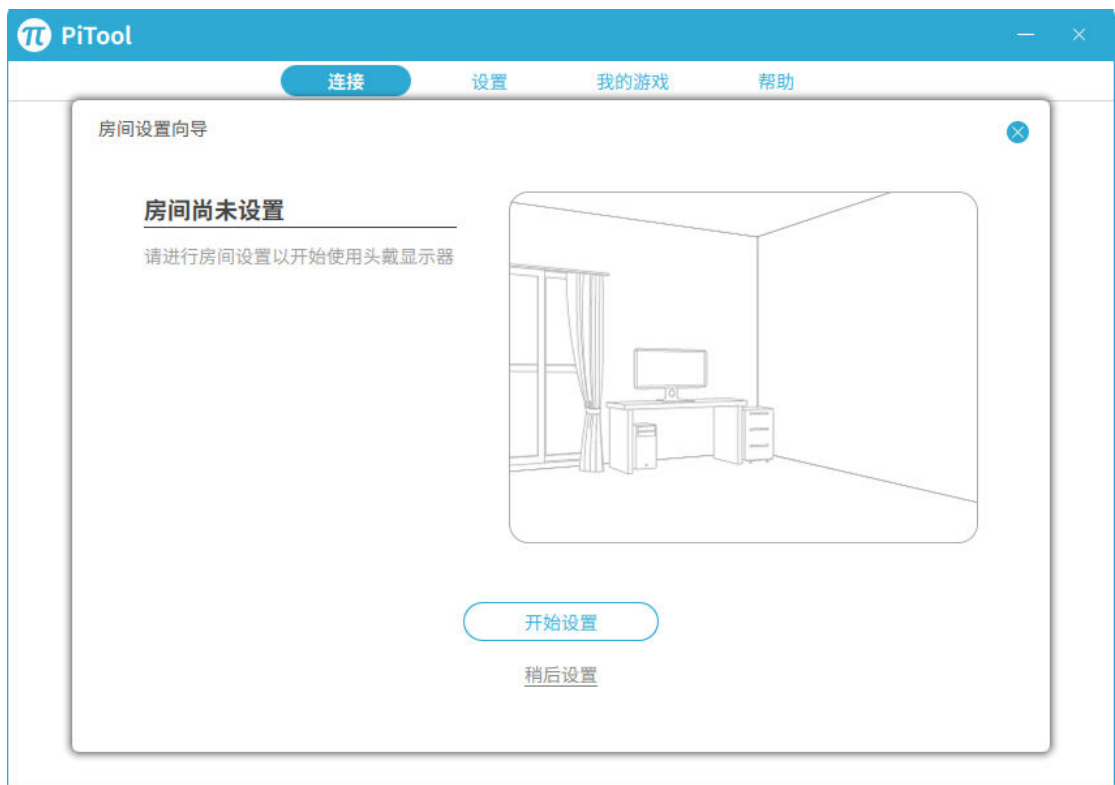 PiTool
连接 设置 我的游戏 帮助
房间设置向导
房间尚未设置
请进行房间设置以开始使用头戴显示器
开始设置
稍后设置